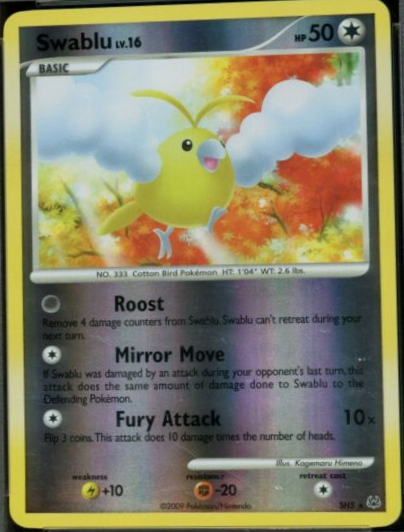 Swablu LV.16 HP 50
BASIC
NO. 333 Cotton Bird Pokémon HT: 1'04" WT: 2.6 lbs.
Roost
Remove 4 damage counters from Swablu. Swablu can't retreat during your
next turn.
Mirror Move
If Swablu was damaged by an attack during your opponent's last turn, this
attack does the same amount of damage done to Swablu to the
Defending Pokémon.
Fury Attack 10x
Flip 3 coins. This attack does 10 damage times the number of heads.
Illus. Kagemaru Himeno
weakness resistance retreat cost
+10 -20
©2009 Pokémon/Nintendo SH5 ★